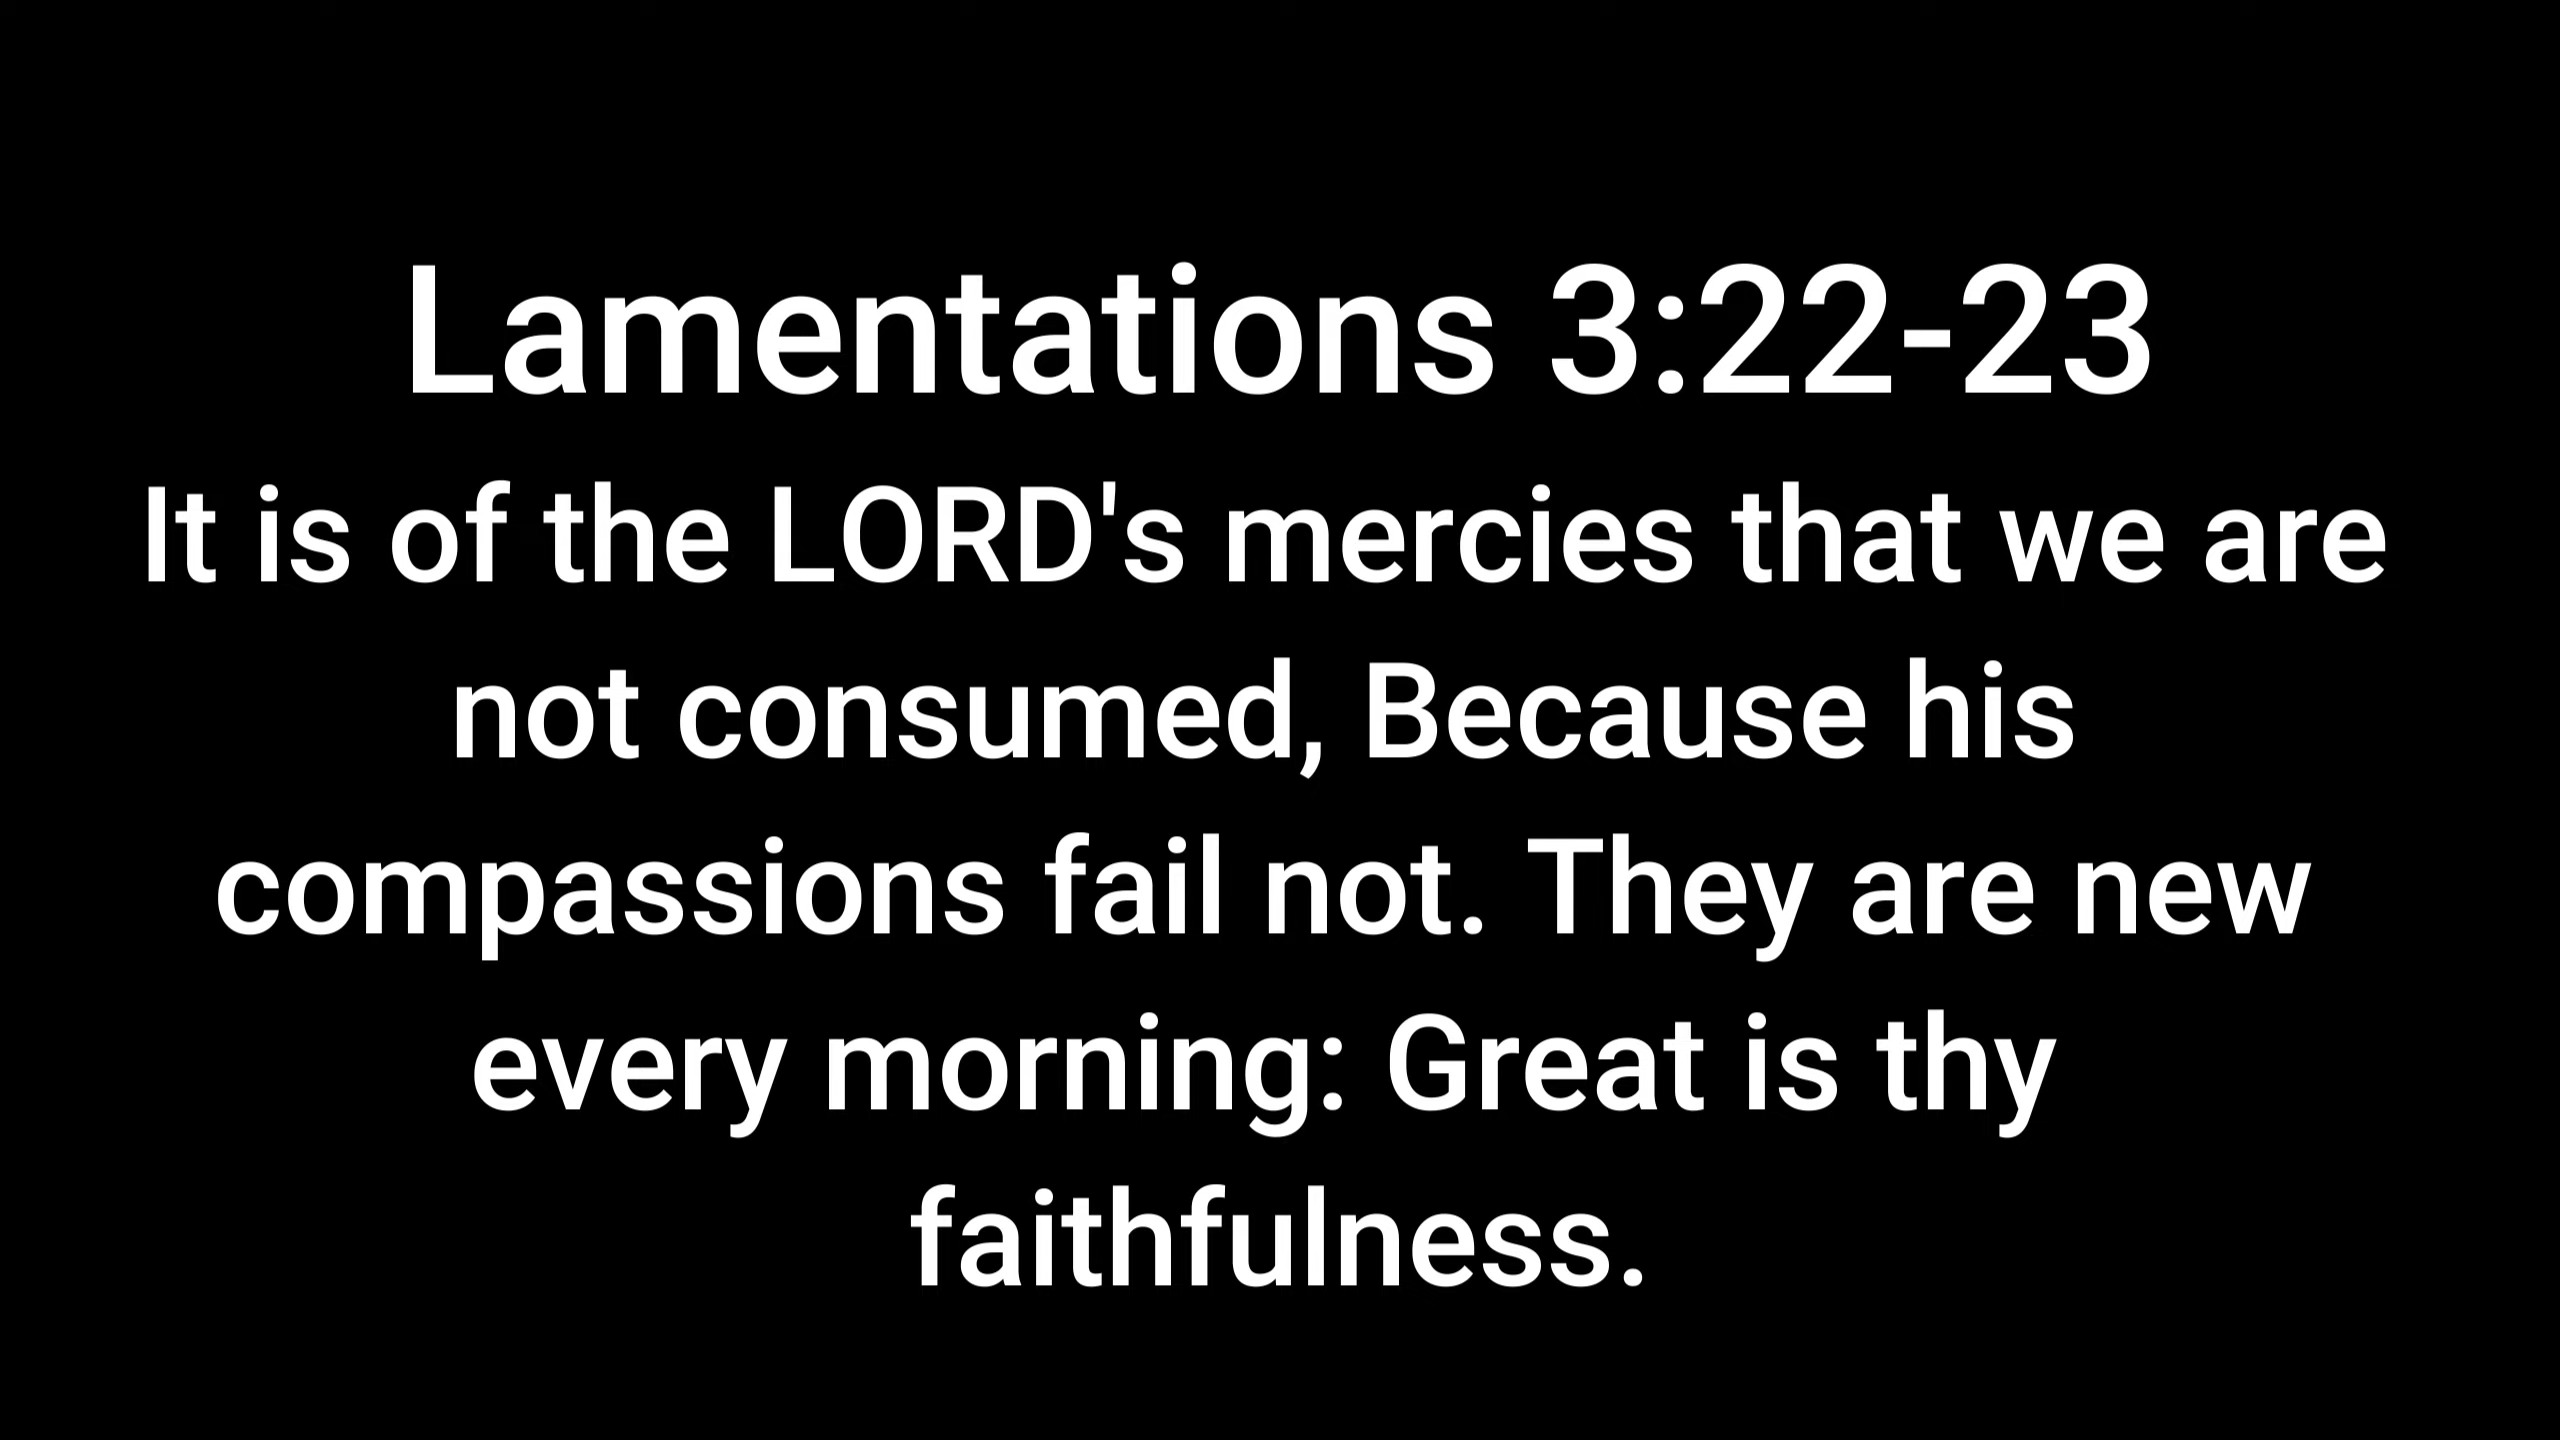 Lamentations 3:22-23
It is of the LORD's mercies that we are
not consumed, Because his
compassions fail not. They are new
every morning: Great is thy
faithfulness.